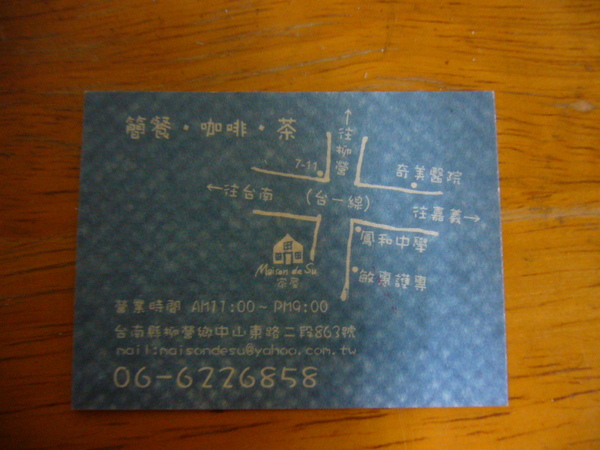 簡餐·咖啡·茶
↑往柳營
7-11
奇美醫院
←往台南
(台一線)
往嘉義→
鳳和中學
敏惠護專
Maison de Su
營業時間 AM11:00~PM9:00
台南縣柳營鄉中山東路二段863號
mail:maisondesu@yahoo.com.tw
06-6226858